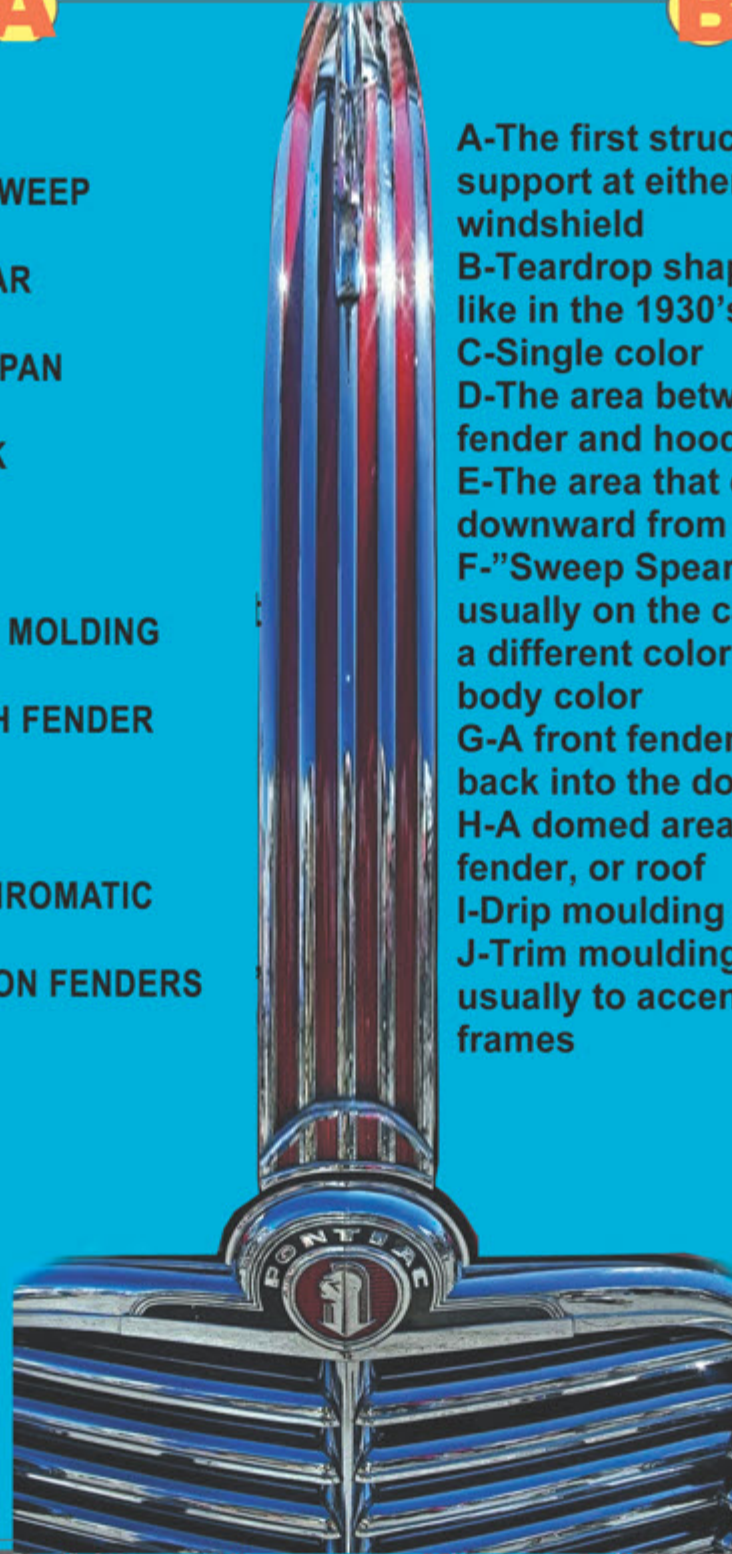 A
B
WEEP
AR
PAN
K
MOLDING
H FENDER
HROMATIC
ON FENDERS
A-The first struc
support at either
windshield
B-Teardrop shap
like in the 1930's
C-Single color
D-The area betw
fender and hood
E-The area that
downward from
F-”Sweep Spear
usually on the c
a different color
body color
G-A front fender
back into the do
H-A domed area
fender, or roof
I-Drip moulding
J-Trim moulding
usually to accen
frames
PONTIAC